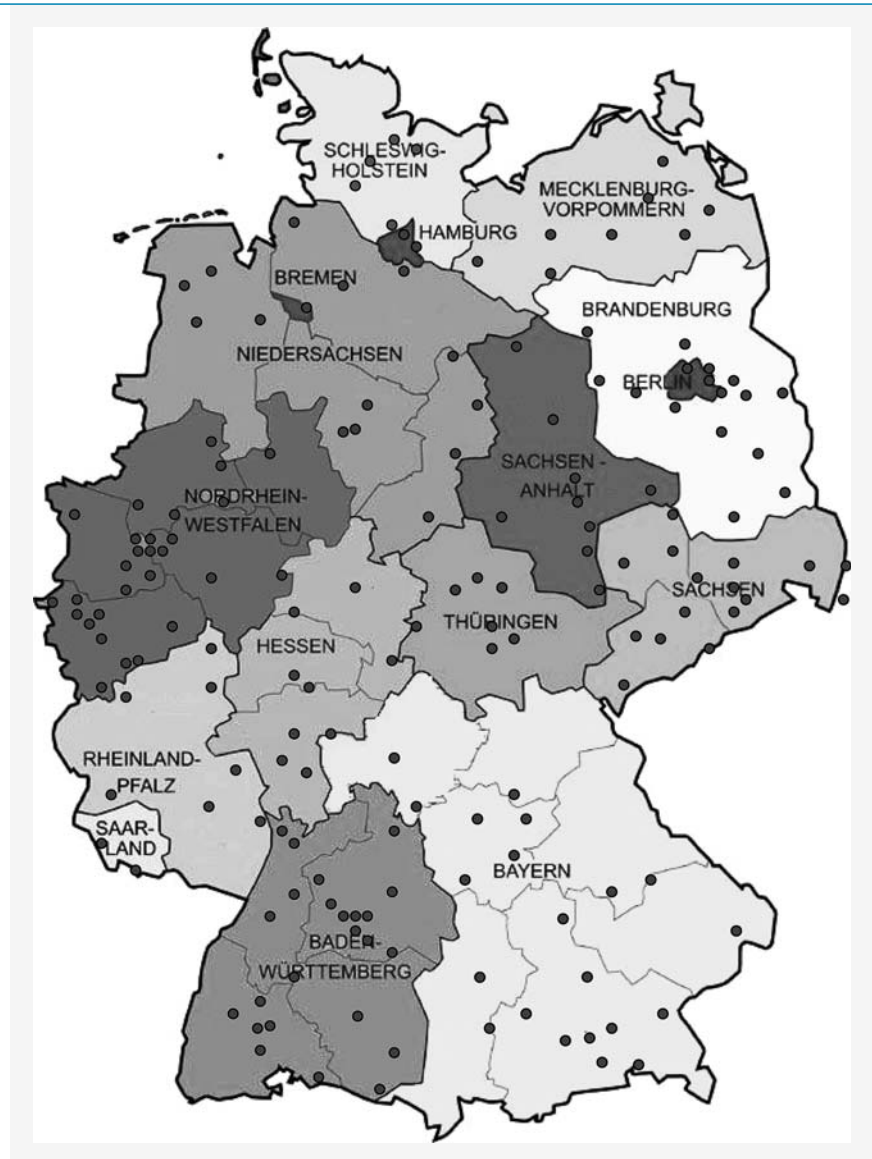 SCHLESWIG-
HOLSTEIN
MECKLENBURG-
VORPOMMERN
HAMBURG
BREMEN
BRANDENBURG
NIEDERSACHSEN
BERLIN
SACHSEN -
ANHALT
NORDRHEIN-
WESTFALEN
SACHSEN
THÜRINGEN
HESSEN
RHEINLAND-
PFALZ
SAAR-
LAND
BAYERN
BADEN-
WÜRTTEMBERG